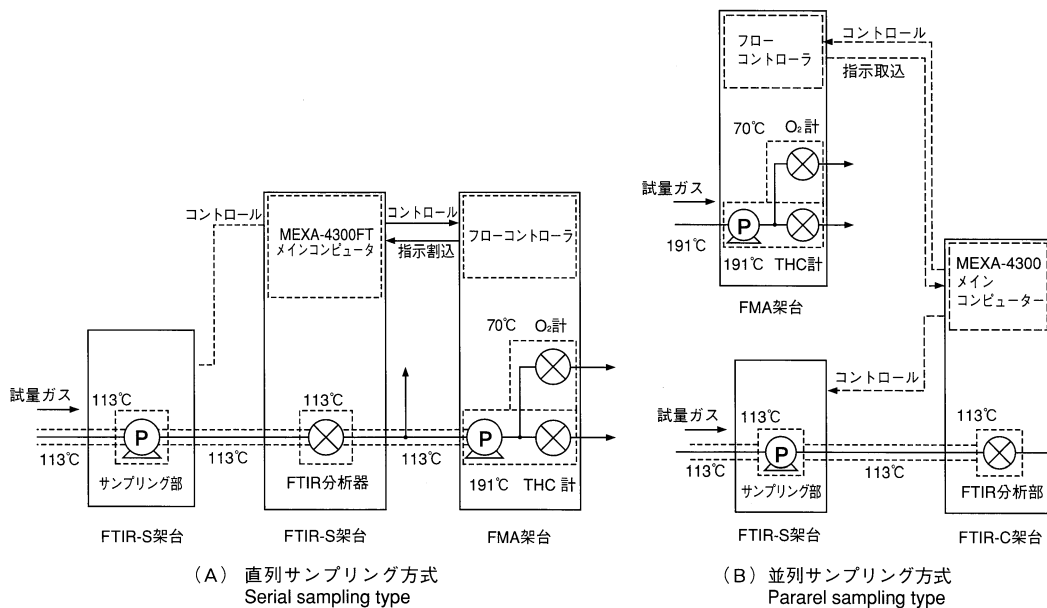 コントロール
MEXA-4300FT
メインコンピュータ
コントロール
指示割込
フローコントローラ
70℃
O₂計
試量ガス
113℃
113℃
P
P
113℃
113℃
113℃
サンプリング部
FTIR分析器
191℃
THC 計
FTIR-S架台
FTIR-S架台
FMA架台
(A) 直列サンプリング方式
Serial sampling type
フロー
コントローラ
コントロール
指示取込
70℃
O₂計
試量ガス
P
191℃
191℃
THC計
FMA架台
MEXA-4300
メイン
コンピューター
コントロール
試量ガス
113℃
113℃
P
113℃
113℃
サンプリング部
FTIR分析部
FTIR-S架台
FTIR-C架台
(B) 並列サンプリング方式
Pararel sampling type